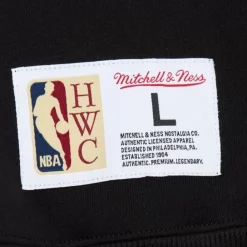 Mitchell & Ness
H
W
C
NBA
L
MITCHELL & NESS NOSTALGIA CO.
AUTHENTIC LICENSED APPAREL
DESIGNED IN PHILADELPHIA, PA.
ESTABLISHED 1904
AUTHENTIC. PREMIUM. LEGENDARY.